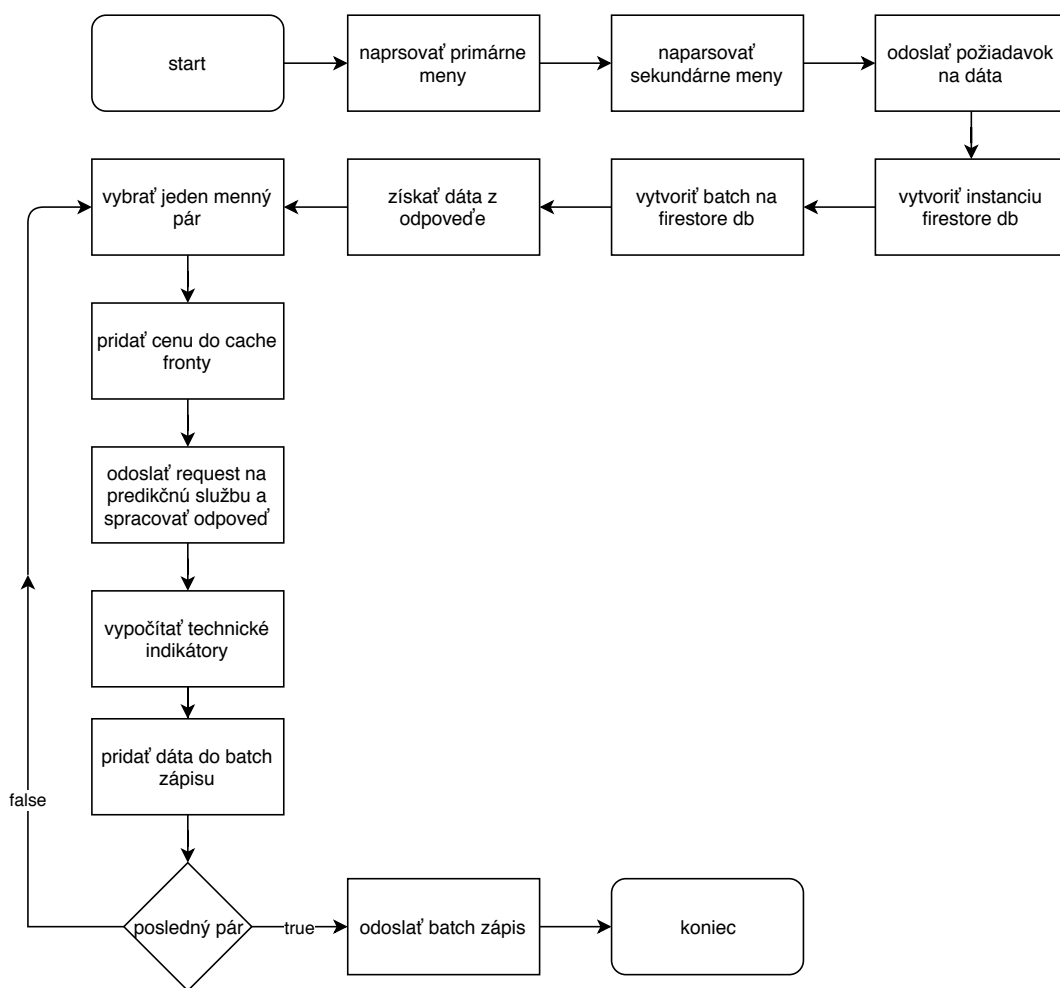 start
naprsovať primárne
meny
naparsovať
sekundárne meny
odoslať požiadavok
na dáta
vybrať jeden menný
pár
získať dáta z
odpoveďe
vytvoriť batch na
firestore db
vytvoriť instanciu
firestore db
pridať cenu do cache
fronty
odoslať request na
predikčnú službu a
spracovať odpoveď
vypočítať technické
indikátory
pridať dáta do batch
zápisu
false
posledný pár
true
odoslať batch zápis
koniec